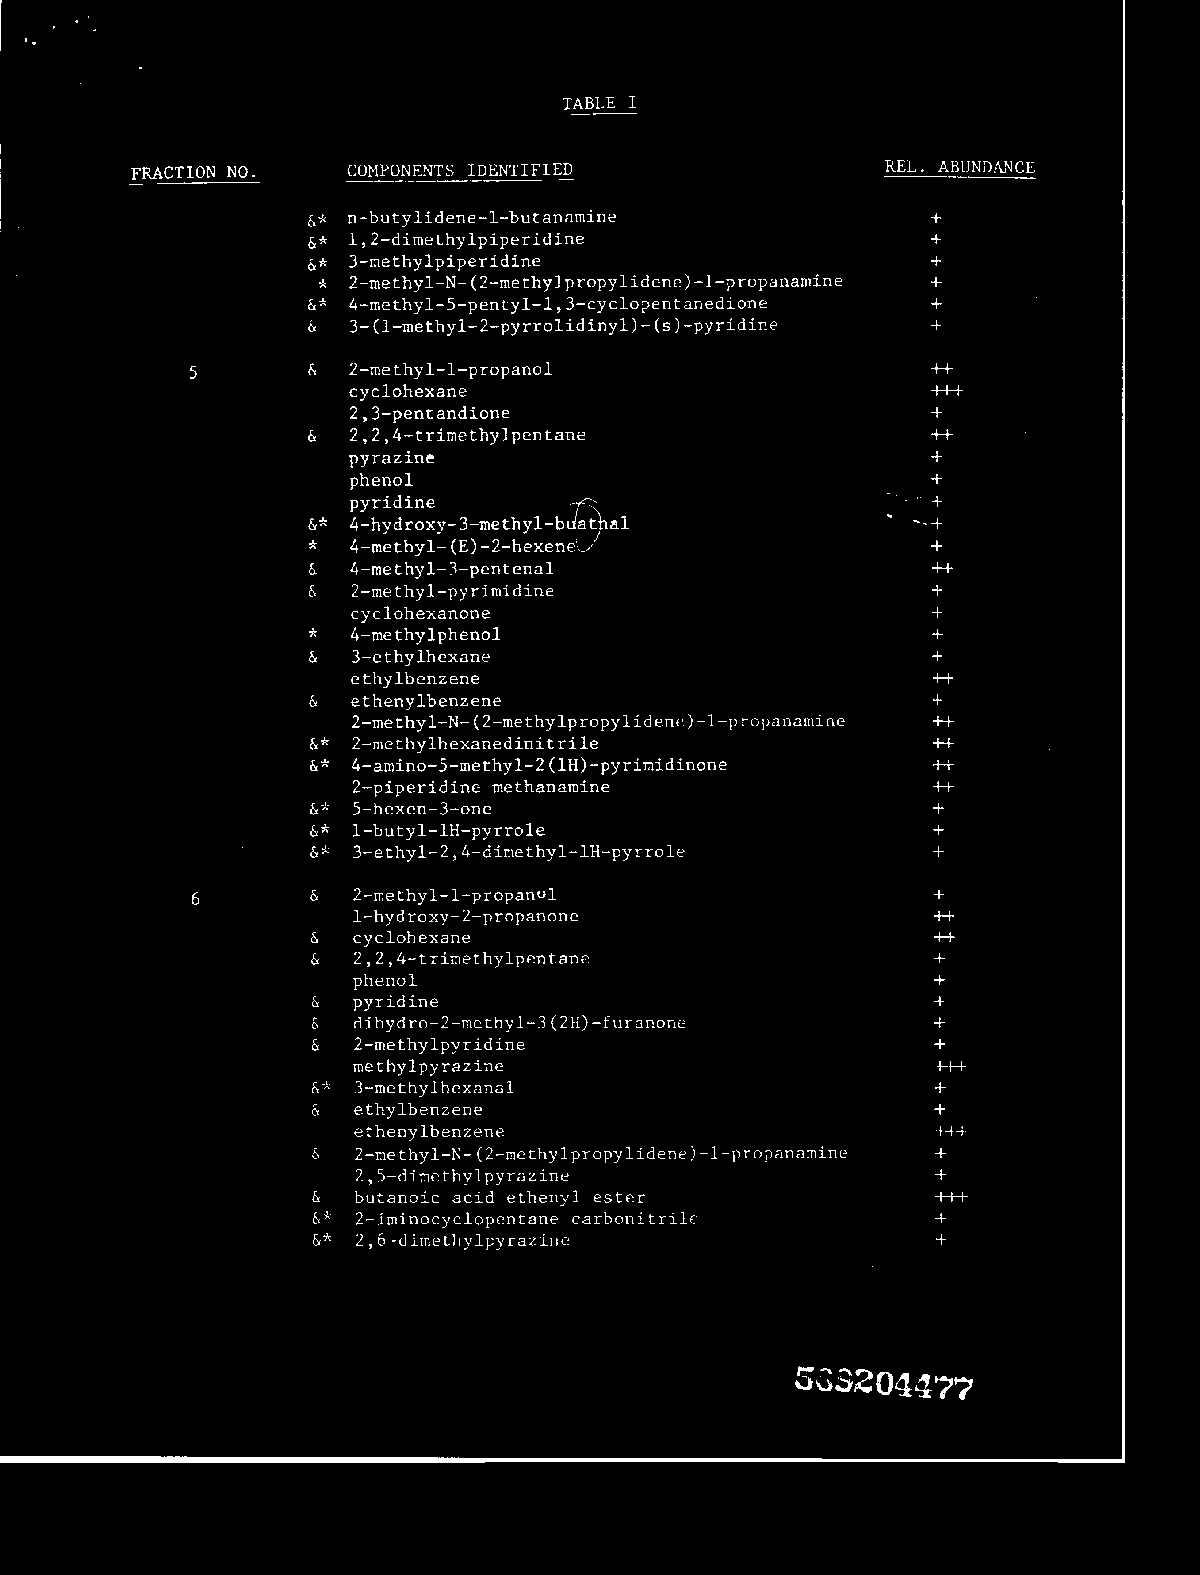 TABLE I
FRACTION NO. COMPONENTS IDENTIFIED REL. ABUNDANCE
&* n-butylidene-1-butanamine +
&* 1,2-dimethylpiperidine +
&* 3-methylpiperidine +
* 2-methyl-N-(2-methylpropylidene)-1-propanamine +
&* 4-methyl-5-pentyl-1,3-cyclopentanedione +
& 3-(1-methyl-2-pyrrolidinyl)-(s)-pyridine +
5 & 2-methyl-1-propanol ++
cyclohexane +++
2,3-pentandione +
& 2,2,4-trimethylpentane ++
pyrazine +
phenol +
pyridine +
&* 4-hydroxy-3-methyl-buatnal +
* 4-methyl-(E)-2-hexene +
& 4-methyl-3-pentenal ++
& 2-methyl-pyrimidine +
cyclohexanone +
* 4-methylphenol +
& 3-ethylhexane +
ethylbenzene ++
& ethenylbenzene +
2-methyl-N-(2-methylpropylidene)-1-propanamine ++
&* 2-methylhexanedinitrile ++
&* 4-amino-5-methyl-2(1H)-pyrimidinone ++
2-piperidine methanamine ++
&* 5-hexen-3-one +
&* 1-butyl-1H-pyrrole +
&* 3-ethyl-2,4-dimethyl-1H-pyrrole +
6 & 2-methyl-1-propanol +
1-hydroxy-2-propanone ++
& cyclohexane ++
& 2,2,4-trimethylpentane +
phenol +
& pyridine +
& dihydro-2-methyl-3(2H)-furanone +
& 2-methylpyridine +
methylpyrazine +++
&* 3-methylhexanal +
& ethylbenzene +
ethenylbenzene +++
& 2-methyl-N-(2-methylpropylidene)-1-propanamine +
2,5-dimethylpyrazine +
& butanoic acid ethenyl ester +++
&* 2-iminocyclopentane carbonitrile +
&* 2,6-dimethylpyrazine +